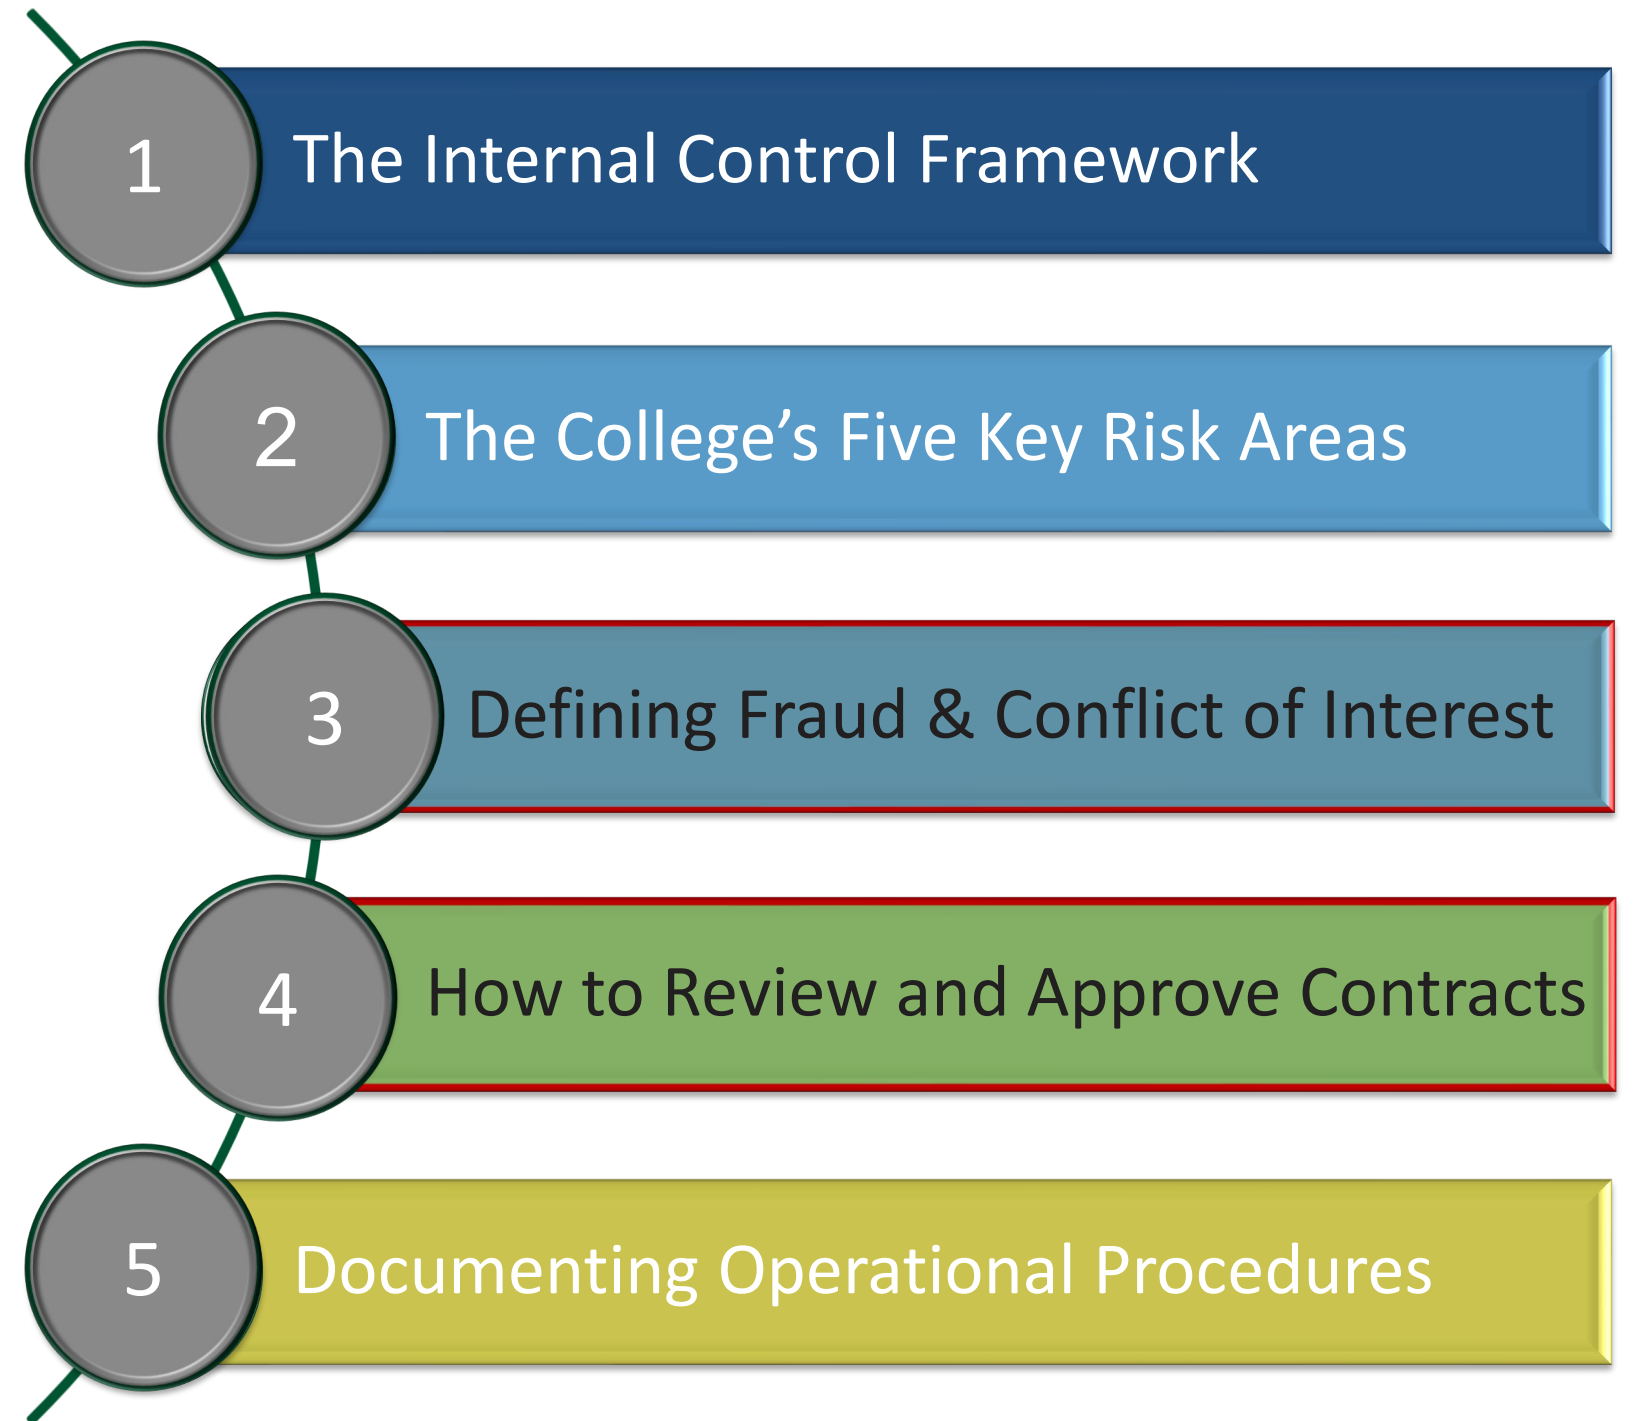 1
The Internal Control Framework
2
The College’s Five Key Risk Areas
3
Defining Fraud & Conflict of Interest
4
How to Review and Approve Contracts
5
Documenting Operational Procedures